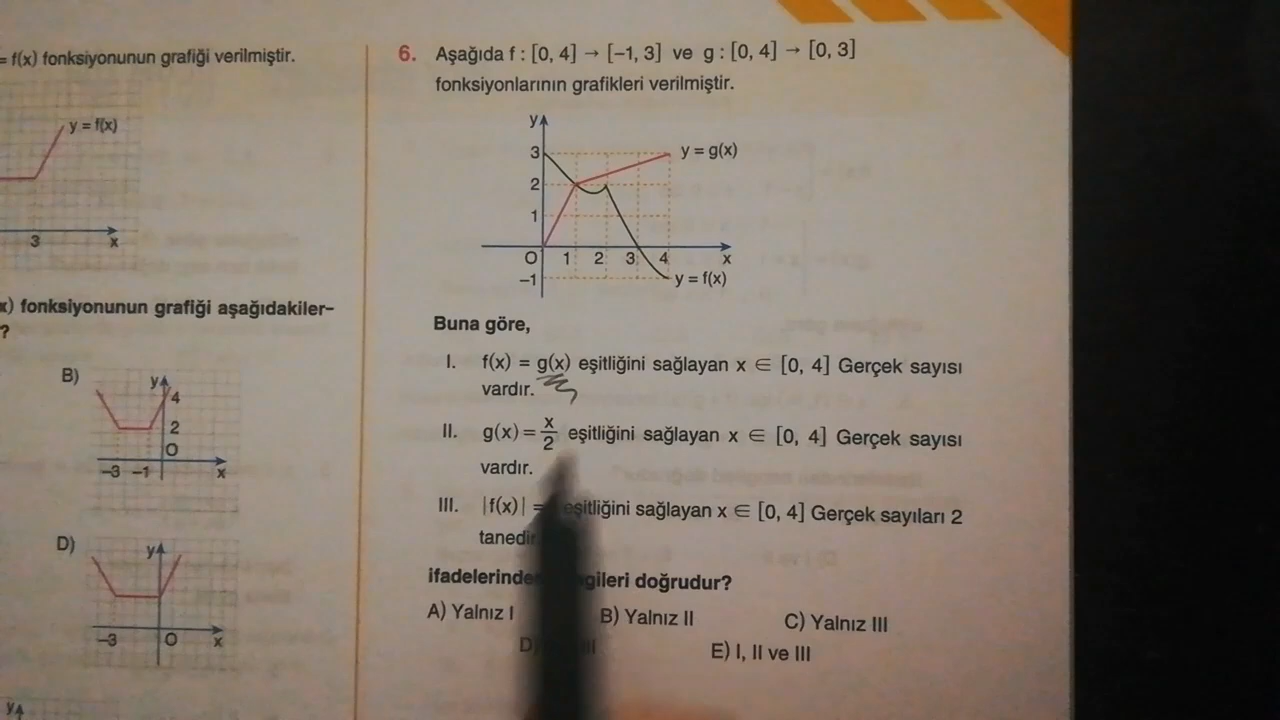 = f(x) fonksiyonunun grafiği verilmiştir.
y = f(x)
3
x
x) fonksiyonunun grafiği aşağıdakiler-
?
B)
y
4
2
O
-3 -1
x
D)
y
-3
O
x
y
6. Aşağıda f : [0, 4] → [-1, 3] ve g : [0, 4] → [0, 3]
fonksiyonlarının grafikleri verilmiştir.
y
3
y = g(x)
2
1
O 1 2 3 4 x
-1
y = f(x)
Buna göre,
I. f(x) = g(x) eşitliğini sağlayan x ∈ [0, 4] Gerçek sayısı
vardır.
II. g(x) = x/2 eşitliğini sağlayan x ∈ [0, 4] Gerçek sayısı
vardır.
III. |f(x)| = eşitliğini sağlayan x ∈ [0, 4] Gerçek sayıları 2
tanedir
ifadelerinde gileri doğrudur?
A) Yalnız I B) Yalnız II C) Yalnız III
D) E) I, II ve III